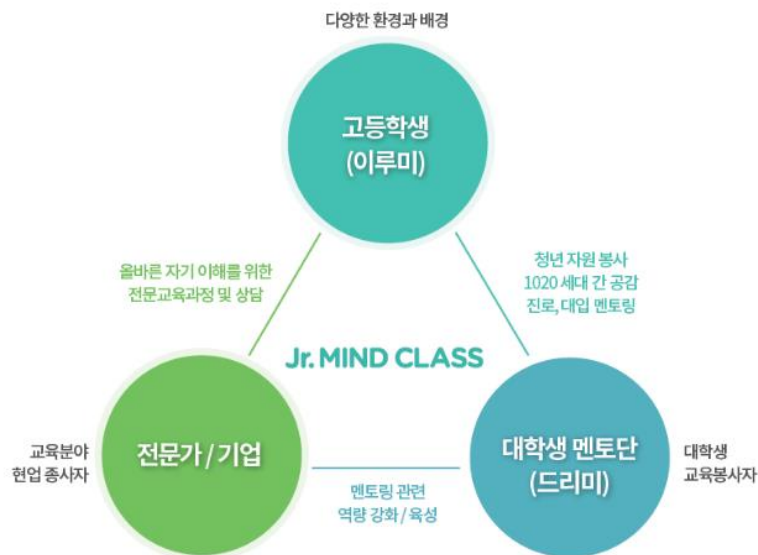 다양한 환경과 배경
고등학생
(이루미)
올바른 자기 이해를 위한
전문교육과정 및 상담
청년 자원 봉사
1020 세대 간 공감
진로, 대입 멘토링
Jr. MIND CLASS
교육분야
현업 종사자
전문가 / 기업
멘토링 관련
역량 강화 / 육성
대학생 멘토단
(드리미)
대학생
교육봉사자